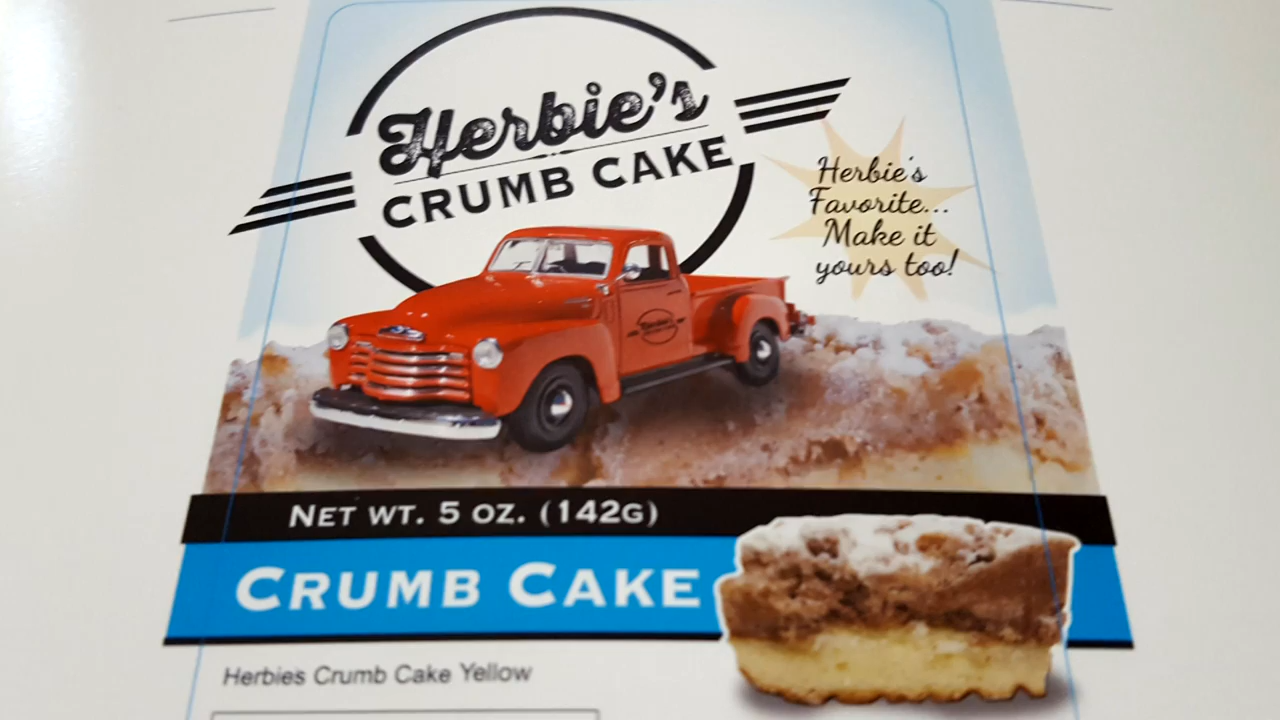 Herbie's
CRUMB CAKE
Herbie's
Favorite...
Make it
yours too!
NET WT. 5 OZ. (142G)
CRUMB CAKE
Herbies Crumb Cake Yellow